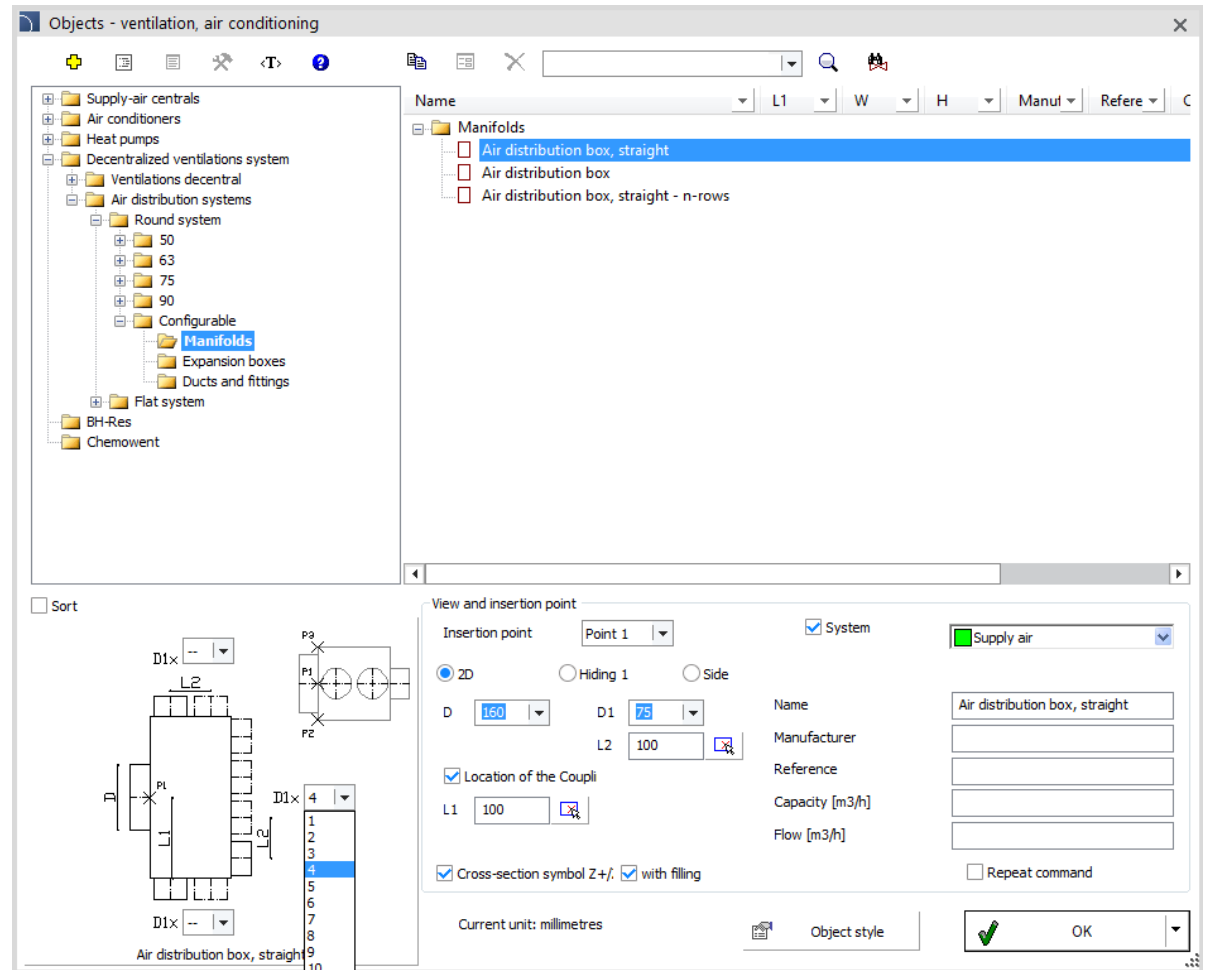 Objects - ventilation, air conditioning
‹T› ?
Supply-air centrals
Air conditioners
Heat pumps
Decentralized ventilations system
Ventilations decentral
Air distribution systems
Round system
50
63
75
90
Configurable
Manifolds
Expansion boxes
Ducts and fittings
Flat system
BH-Res
Chemowent
Name L1 W H Manuf Refere C
Manifolds
Air distribution box, straight
Air distribution box
Air distribution box, straight - n-rows
Sort
D1x --
L2
P3
P1
P2
D
P1
L1
L2
D1x 4
1
2
3
4
5
6
7
8
9
10
D1x --
Air distribution box, straight
View and insertion point
Insertion point Point 1
System Supply air
2D Hiding 1 Side
D 160 D1 75
L2 100
Location of the Coupli
L1 100
Name Air distribution box, straight
Manufacturer
Reference
Capacity [m3/h]
Flow [m3/h]
Cross-section symbol Z+/. with filling
Repeat command
Current unit: millimetres
Object style
OK